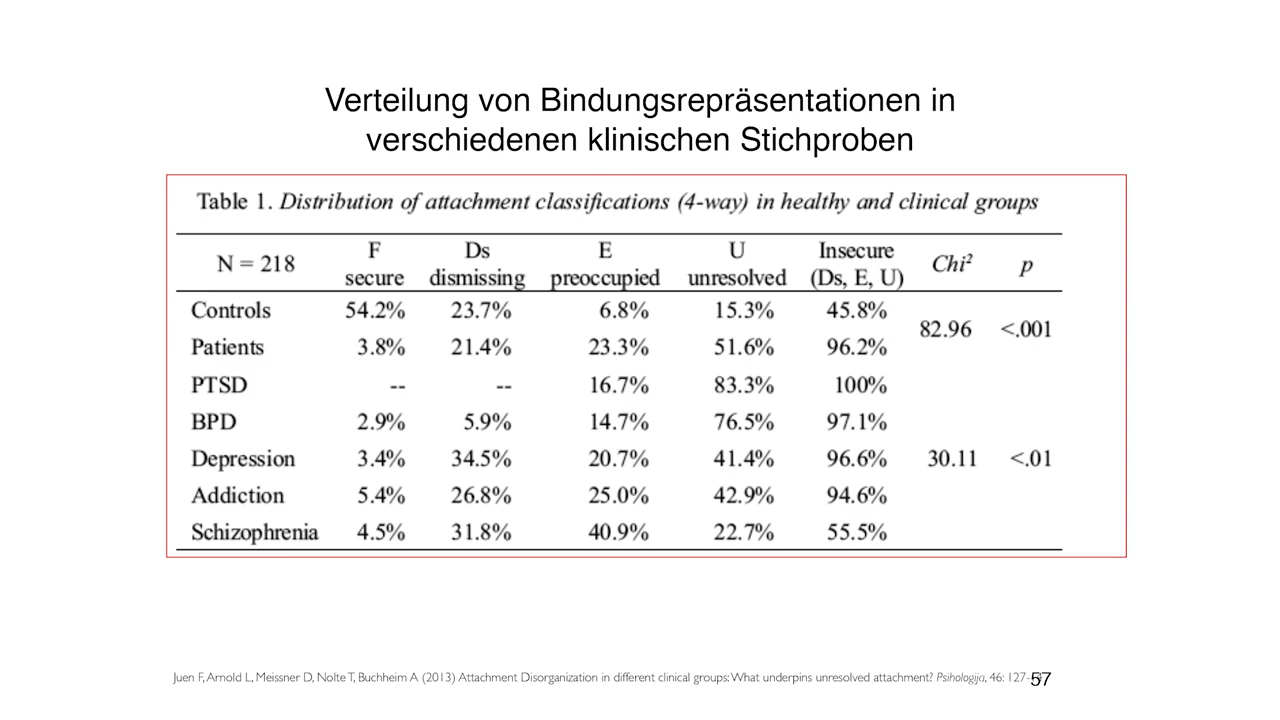 Verteilung von Bindungsrepräsentationen in
verschiedenen klinischen Stichproben
Table 1. Distribution of attachment classifications (4-way) in healthy and clinical groups
N = 218 F secure Ds dismissing E preoccupied U unresolved Insecure (Ds, E, U) Chi² p
Controls 54.2% 23.7% 6.8% 15.3% 45.8% 82.96 <.001
Patients 3.8% 21.4% 23.3% 51.6% 96.2%
PTSD -- -- 16.7% 83.3% 100%
BPD 2.9% 5.9% 14.7% 76.5% 97.1%
Depression 3.4% 34.5% 20.7% 41.4% 96.6% 30.11 <.01
Addiction 5.4% 26.8% 25.0% 42.9% 94.6%
Schizophrenia 4.5% 31.8% 40.9% 22.7% 55.5%
Juen F, Arnold L, Meissner D, Nolte T, Buchheim A (2013) Attachment Disorganization in different clinical groups: What underpins unresolved attachment? Psihologija, 46: 127-
57